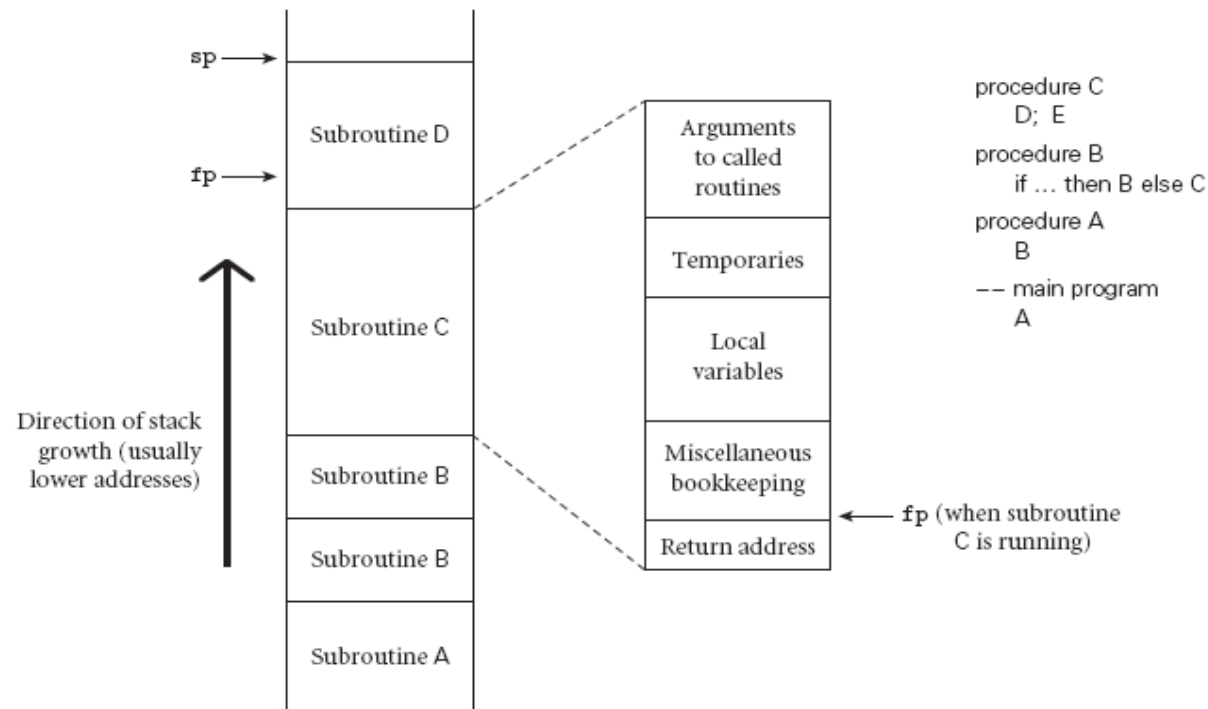 sp
Subroutine D
fp
Subroutine C
Direction of stack
growth (usually
lower addresses)
Subroutine B
Subroutine B
Subroutine A
Arguments
to called
routines
Temporaries
Local
variables
Miscellaneous
bookkeeping
Return address
fp (when subroutine
C is running)
procedure C
D; E
procedure B
if ... then B else C
procedure A
B
-- main program
A